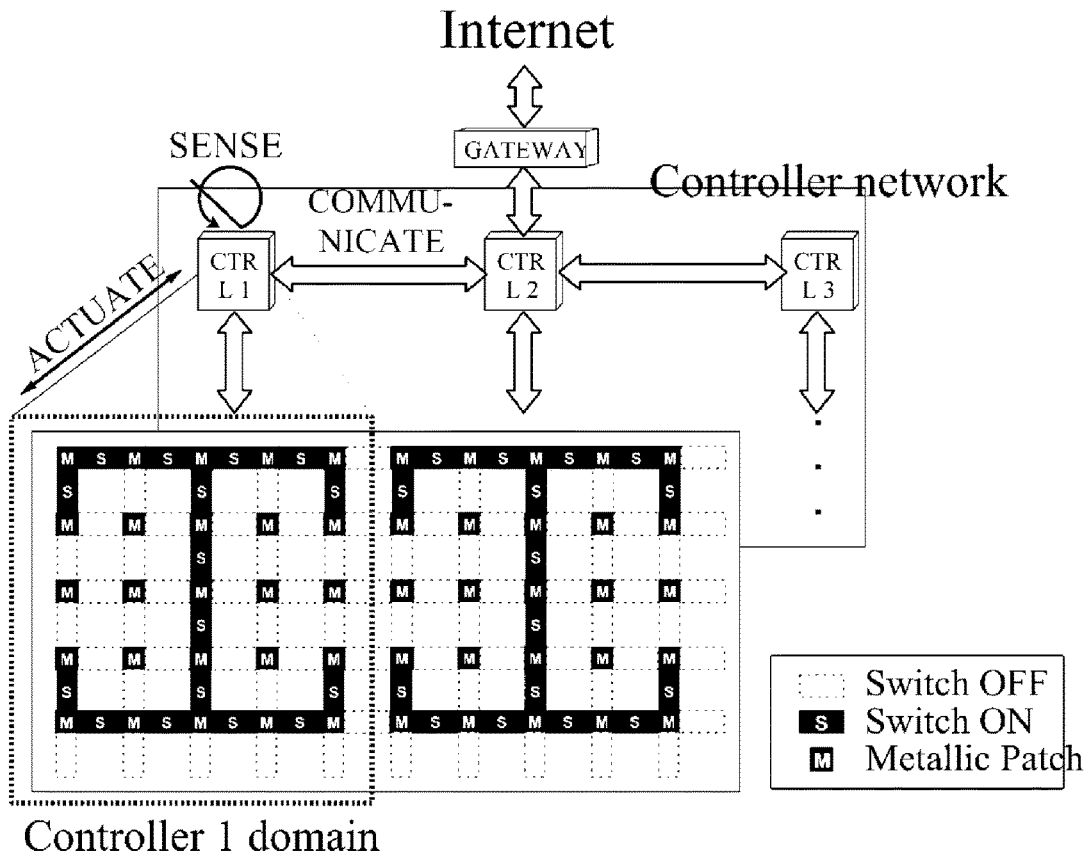 Internet
GATEWAY
SENSE
Controller network
COMMU-
NICATE
CTR
L 1
CTR
L 2
CTR
L 3
ACTUATE
M S M S M S M S M M S M S M S M S M
S S S S S S
M M M M M M M M M M
S S
M M M M M M M M M M
S S
M M M M M M M M M M
S S S S S S
M S M S M S M S M M S M S M S M S M
Switch OFF
S Switch ON
M Metallic Patch
Controller 1 domain